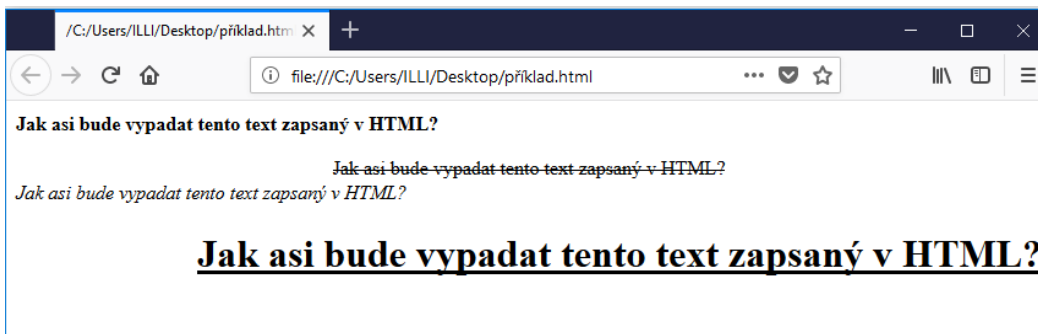 /C:/Users/ILLI/Desktop/příklad.htm
file:///C:/Users/ILLI/Desktop/příklad.html
Jak asi bude vypadat tento text zapsaný v HTML?
Jak asi bude vypadat tento text zapsaný v HTML?
Jak asi bude vypadat tento text zapsaný v HTML?
Jak asi bude vypadat tento text zapsaný v HTML?